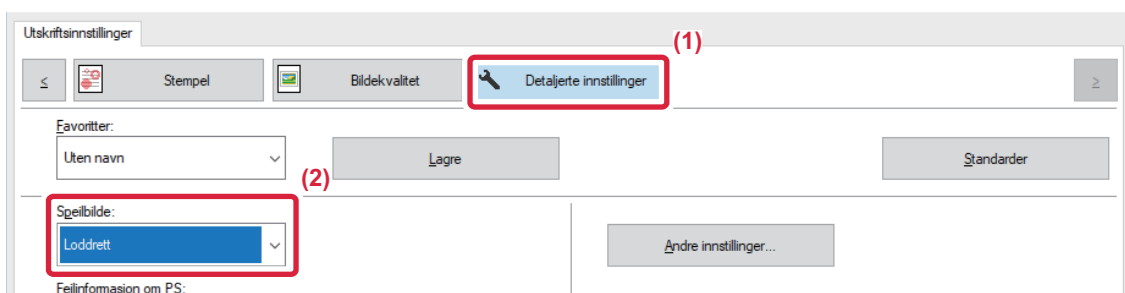 Utskriftsinnstillinger
(1)
< Stempel Bildekvalitet Detaljerte innstillinger >
Favoritter:
Uten navn Lagre Standarder
(2)
Speilbilde:
Loddrett Andre innstillinger...
Feilinformasjon om PS: